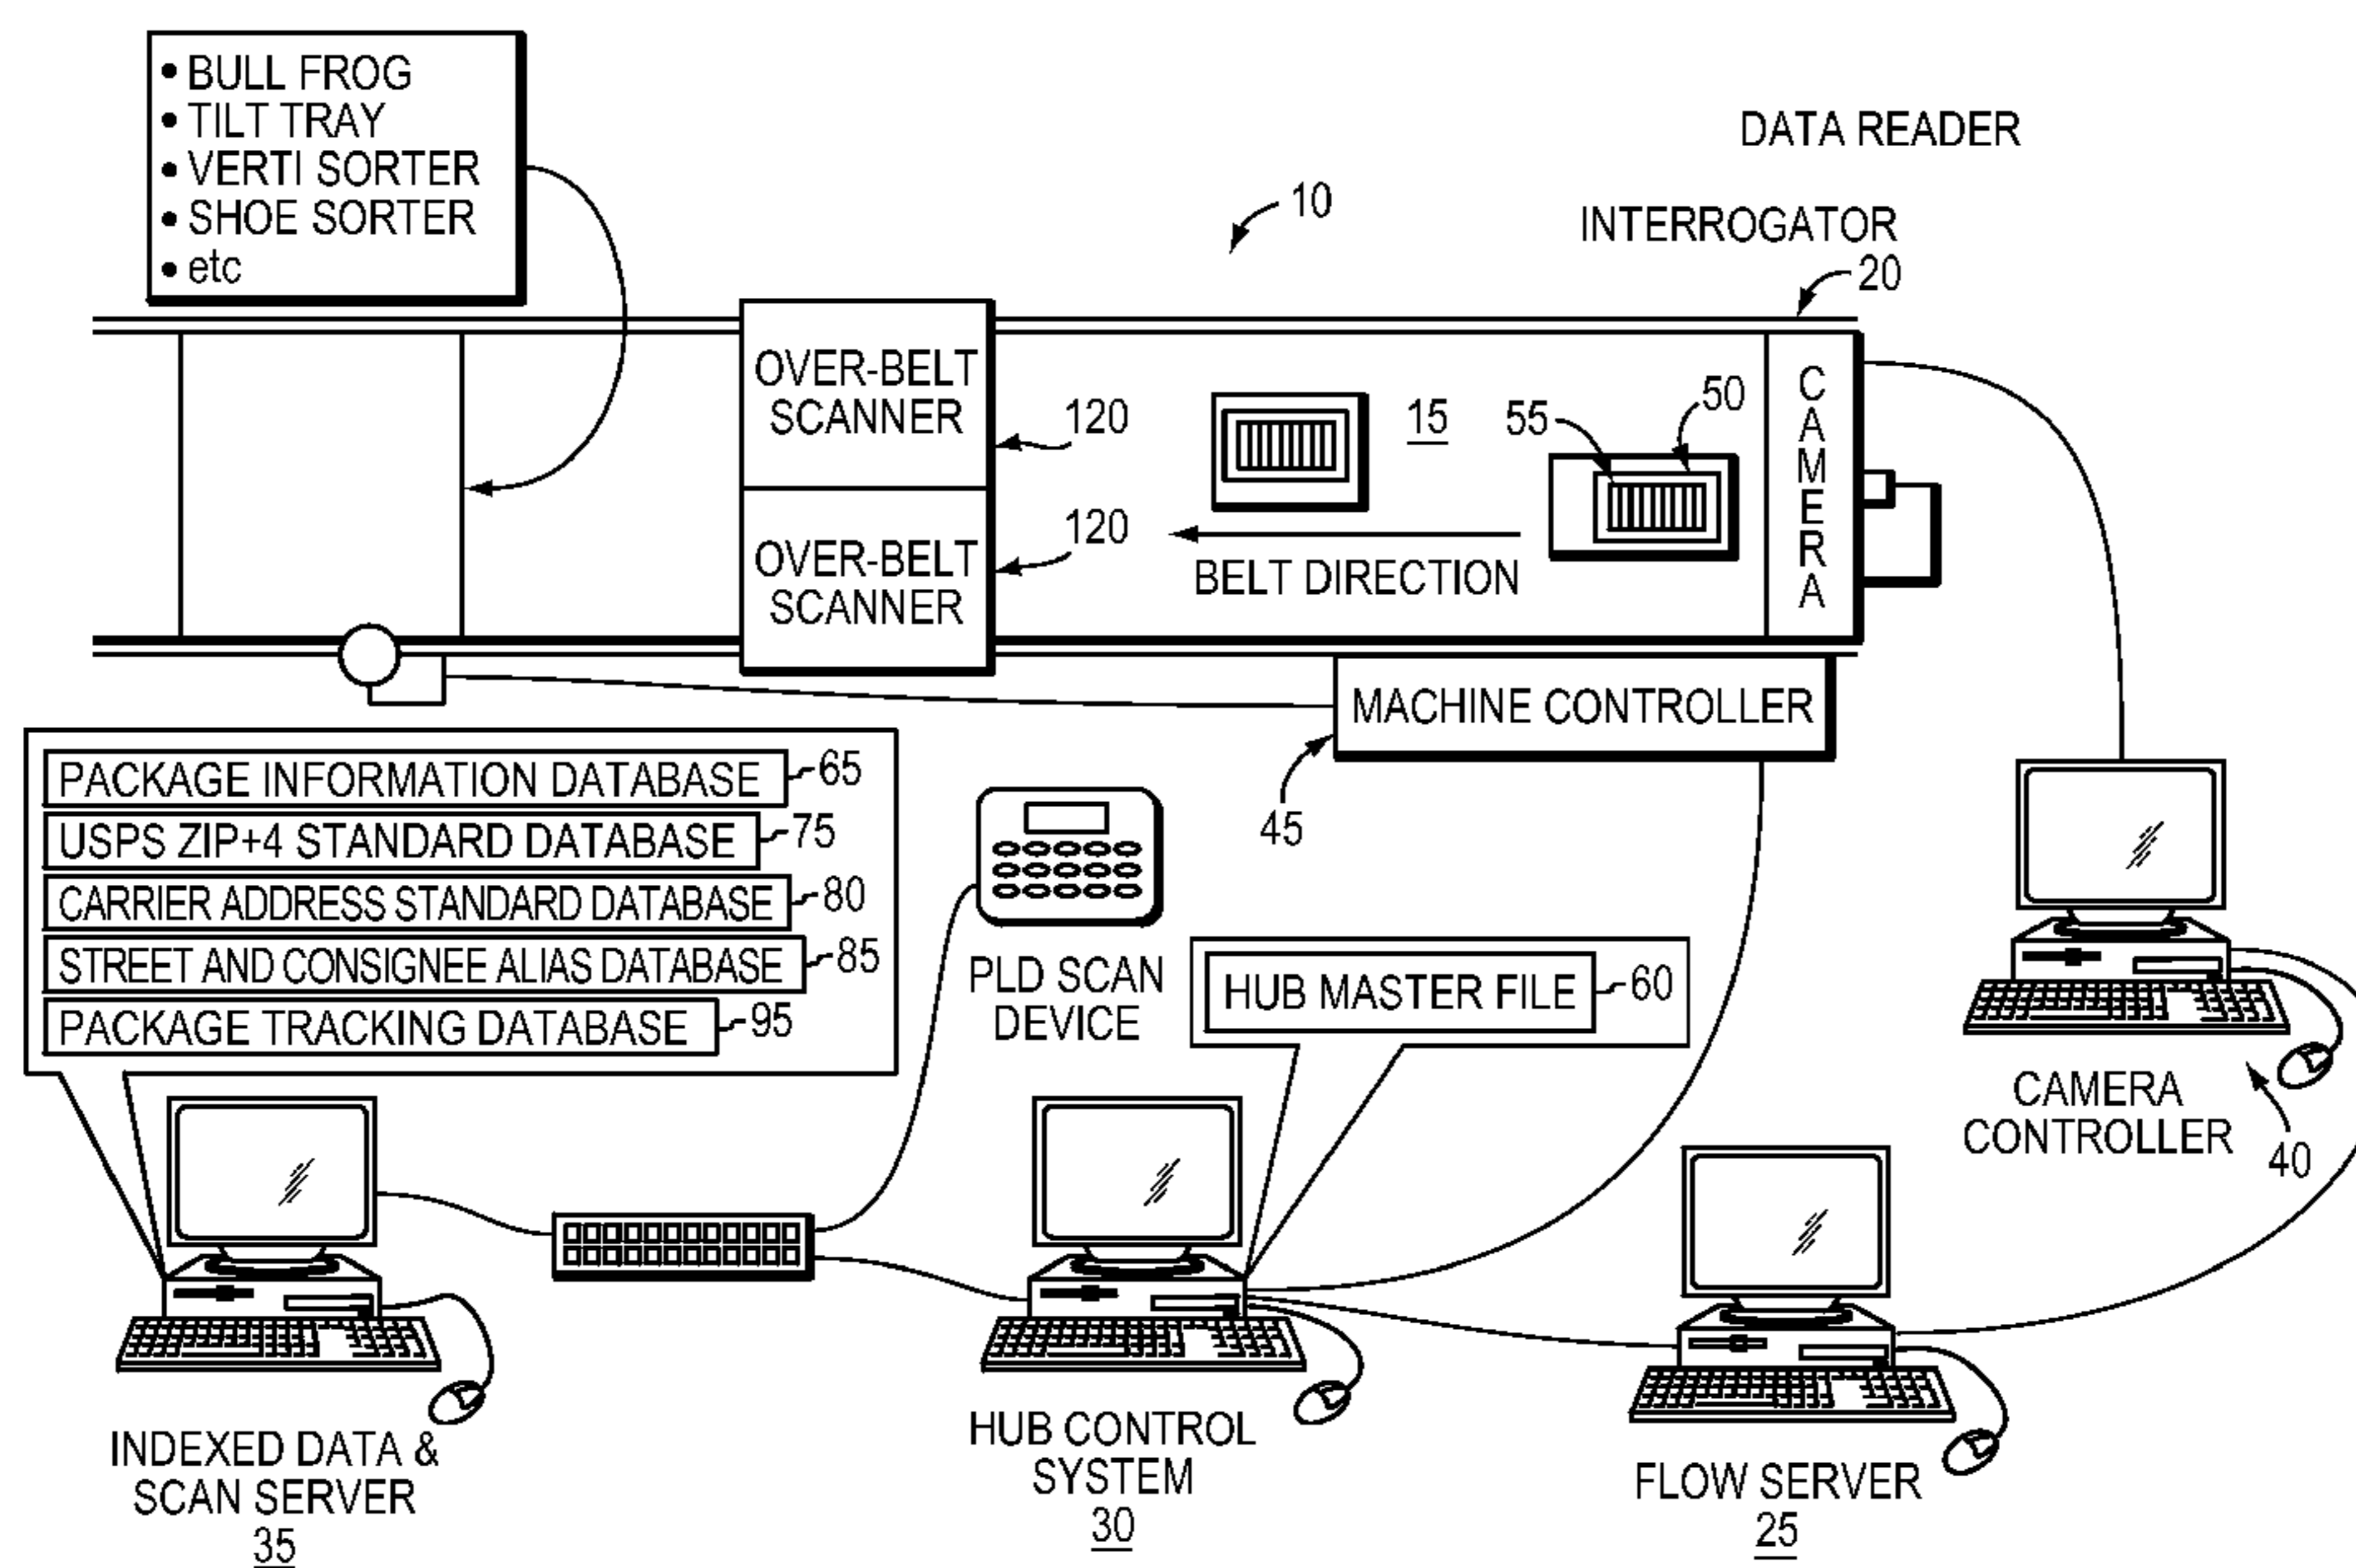 • BULL FROG
• TILT TRAY
• VERTI SORTER
• SHOE SORTER
• etc
DATA READER
INTERROGATOR
20
10
OVER-BELT
SCANNER
120
OVER-BELT
SCANNER
120
15
55
50
CAMERA
BELT DIRECTION
MACHINE CONTROLLER
45
PACKAGE INFORMATION DATABASE
65
USPS ZIP+4 STANDARD DATABASE
75
CARRIER ADDRESS STANDARD DATABASE
80
STREET AND CONSIGNEE ALIAS DATABASE
85
PACKAGE TRACKING DATABASE
95
PLD SCAN
DEVICE
HUB MASTER FILE
60
CAMERA
CONTROLLER
40
INDEXED DATA &
SCAN SERVER
35
HUB CONTROL
SYSTEM
30
FLOW SERVER
25